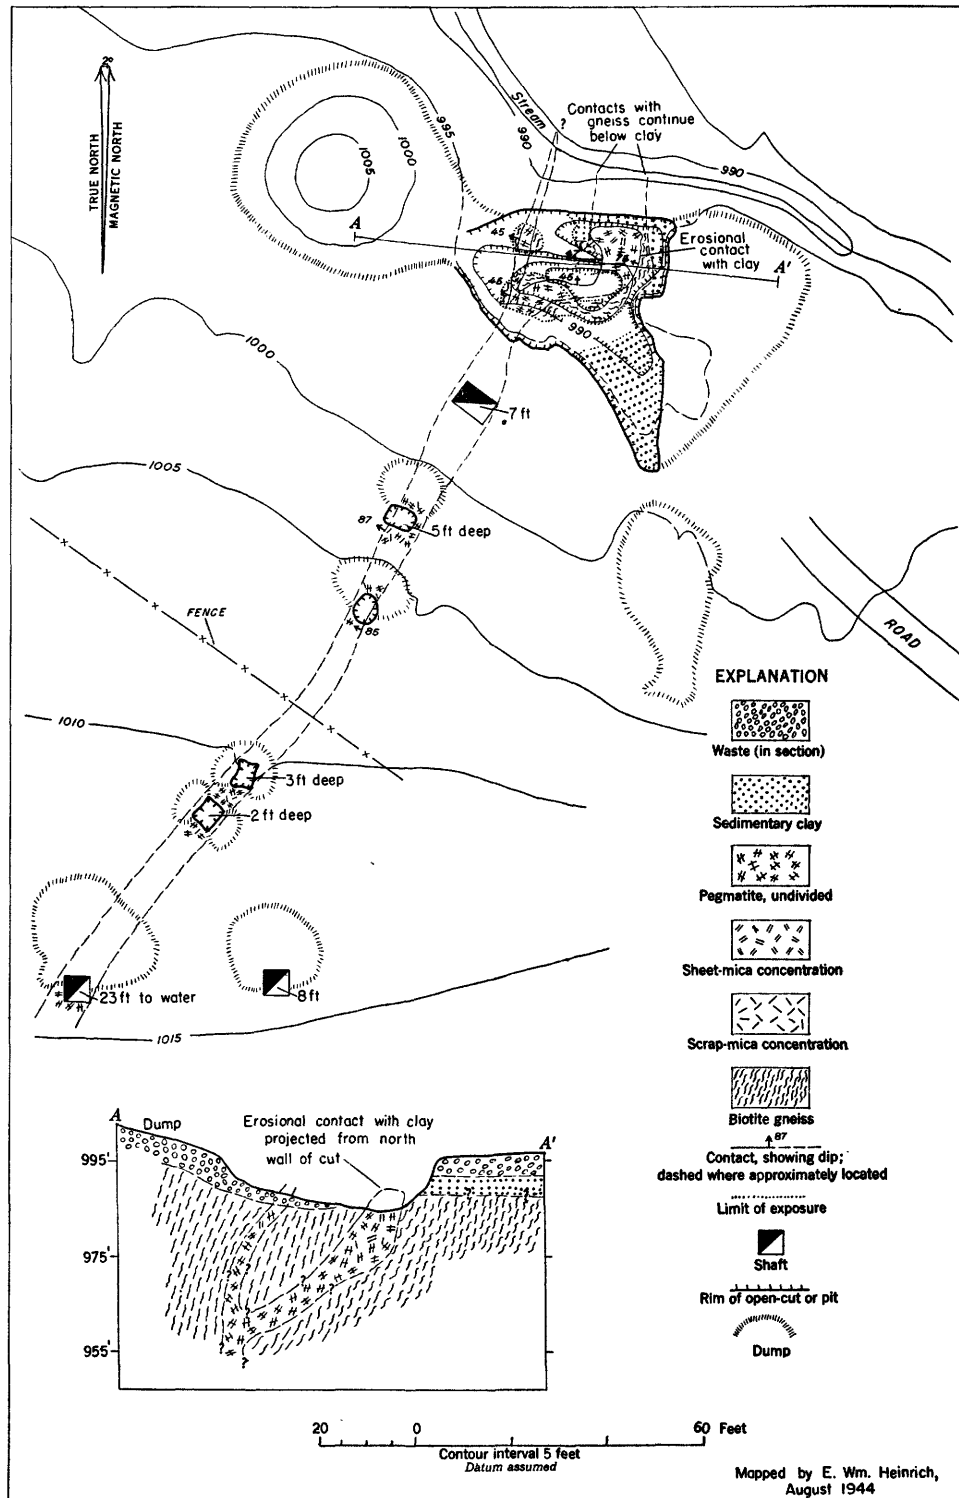 2°
TRUE NORTH
MAGNETIC NORTH
995
1000
1005
Stream
990
Contacts with
gneiss continue
below clay
?
990
990
A
A'
45
45
Erosional
contact
with clay
990
1000
7 ft
1005
87
5 ft deep
85
FENCE
ROAD
1010
3 ft deep
2 ft deep
23 ft to water
8 ft
1015
EXPLANATION
Waste (in section)
Sedimentary clay
Pegmatite, undivided
Sheet-mica concentration
Scrap-mica concentration
Biotite gneiss
87
Contact, showing dip;
dashed where approximately located
Limit of exposure
Shaft
Rim of open-cut or pit
Dump
A
Dump
Erosional contact with clay
projected from north
wall of cut
A'
995'
975'
955'
?
?
?
?
?
20 0 60 Feet
Contour interval 5 feet
Datum assumed
Mapped by E. Wm. Heinrich,
August 1944